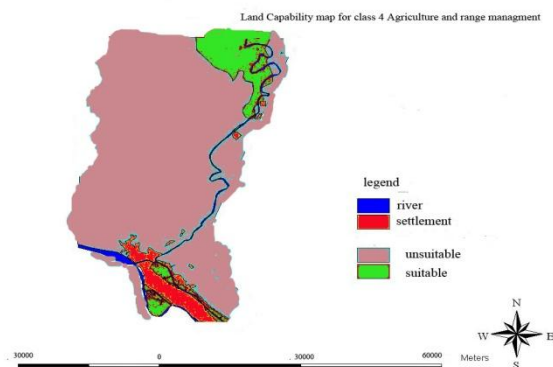 Land Capability map for class 4 Agriculture and range managment
legend
river
settlement
unsuitable
suitable
N
W E
S
. 30000 0 . 30000 60000 Meters